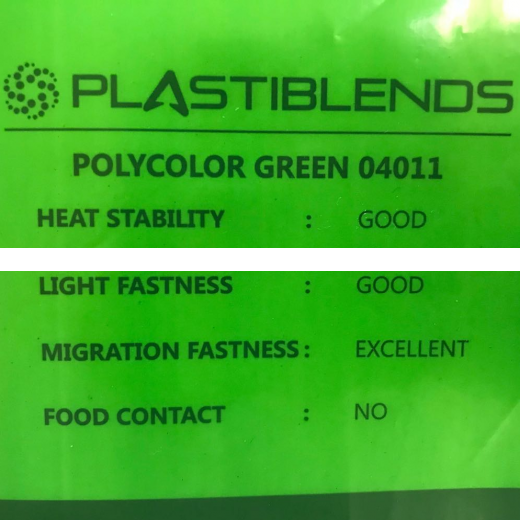 PLASTIBLENDS
POLYCOLOR GREEN 04011
HEAT STABILITY : GOOD
LIGHT FASTNESS : GOOD
MIGRATION FASTNESS : EXCELLENT
FOOD CONTACT : NO